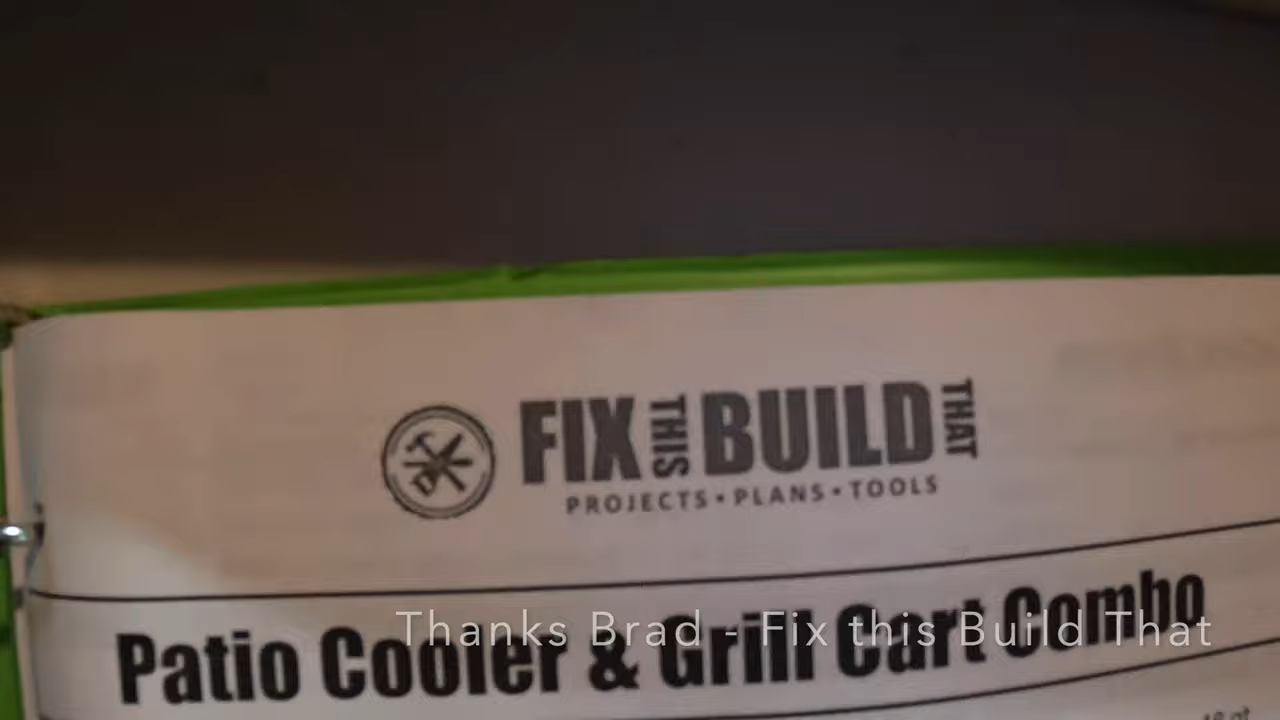 FIX THIS BUILD THAT
PROJECTS • PLANS • TOOLS
Patio Cooler & Grill Cart Combo
Thanks Brad - Fix this Build That